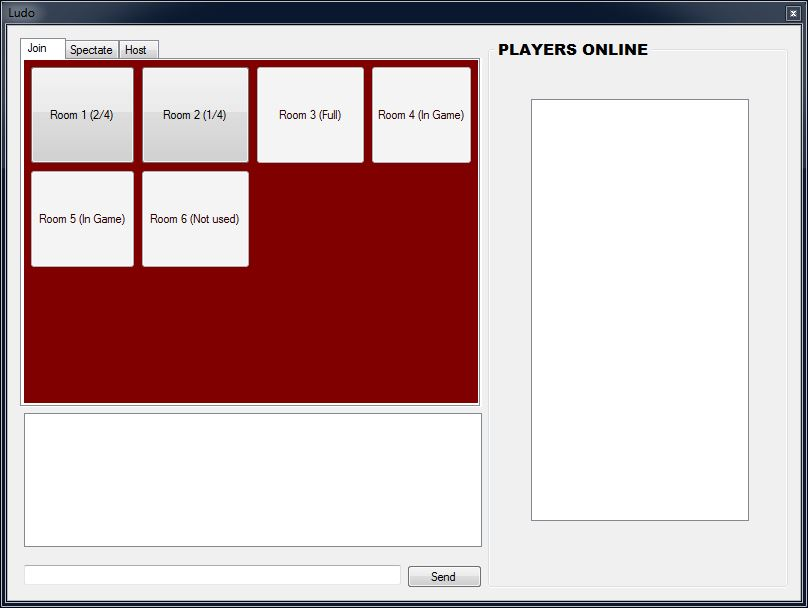 Ludo
Join Spectate Host
PLAYERS ONLINE
Room 1 (2/4) Room 2 (1/4) Room 3 (Full) Room 4 (In Game)
Room 5 (In Game) Room 6 (Not used)
Send